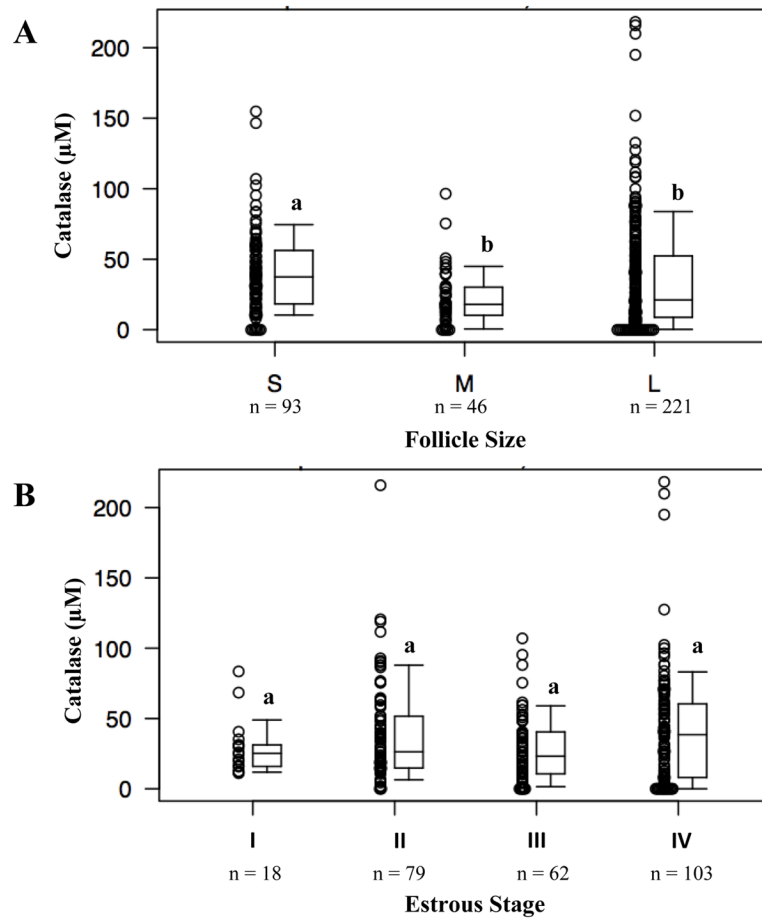 A
Catalase (μM)
200
150
100
50
0
a
b
b
S M L
n = 93 n = 46 n = 221
Follicle Size
B
Catalase (μM)
200
150
100
50
0
a
a
a
a
I II III IV
n = 18 n = 79 n = 62 n = 103
Estrous Stage